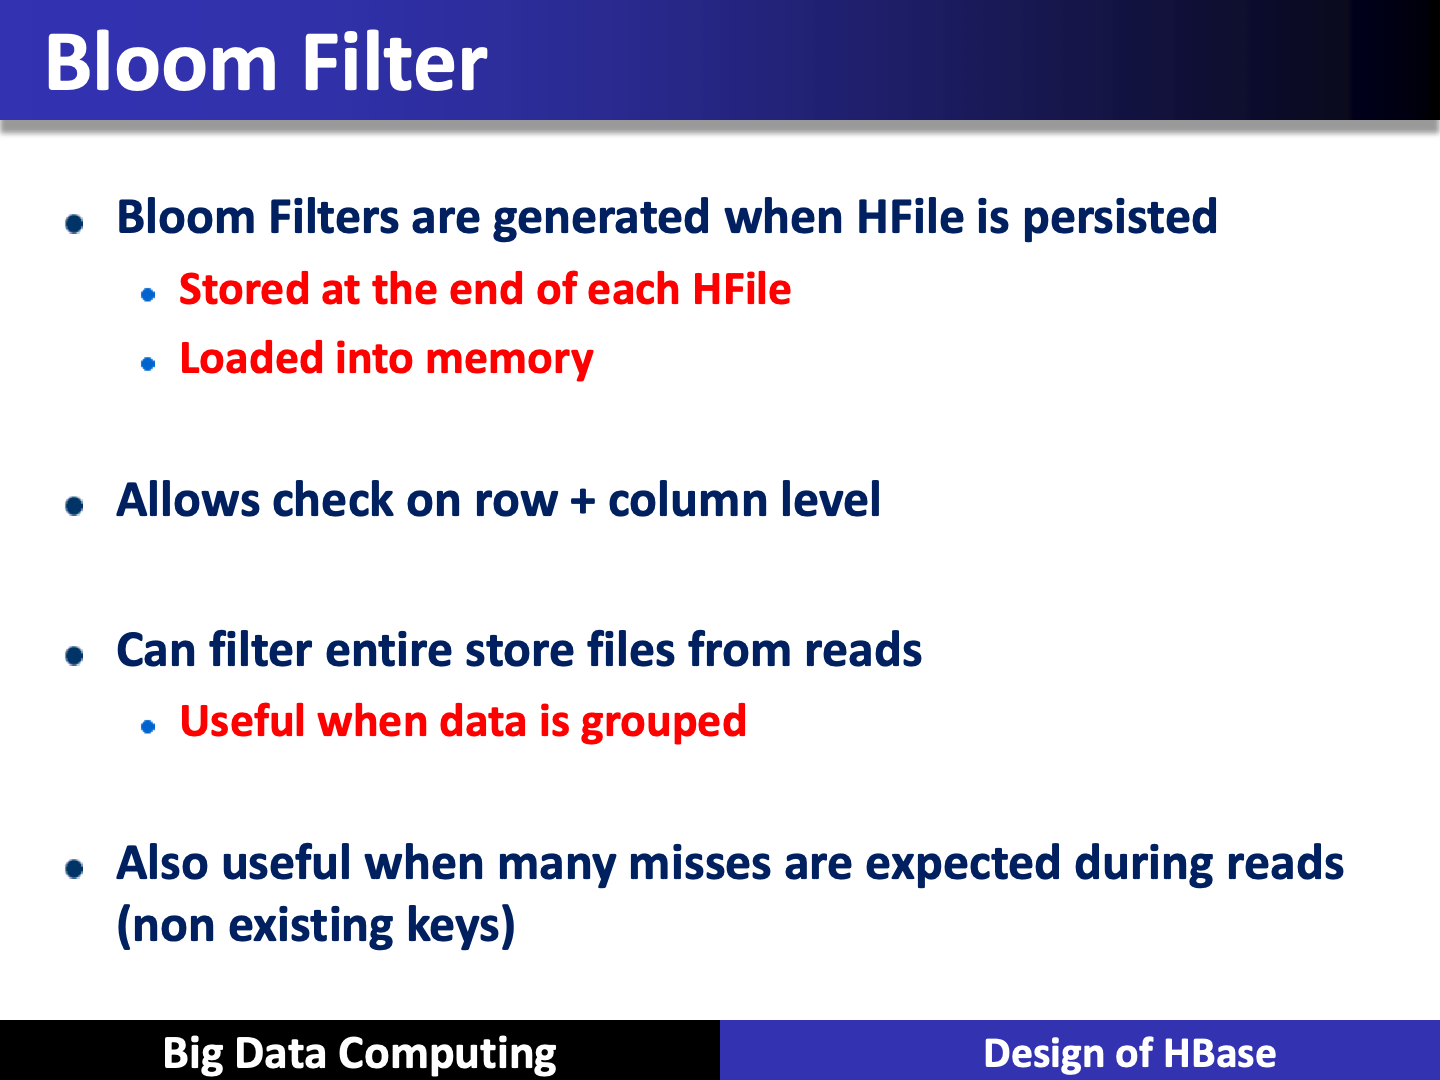 Bloom Filter
Bloom Filters are generated when HFile is persisted
Stored at the end of each HFile
Loaded into memory
Allows check on row + column level
Can filter entire store files from reads
Useful when data is grouped
Also useful when many misses are expected during reads
(non existing keys)
Big Data Computing
Design of HBase